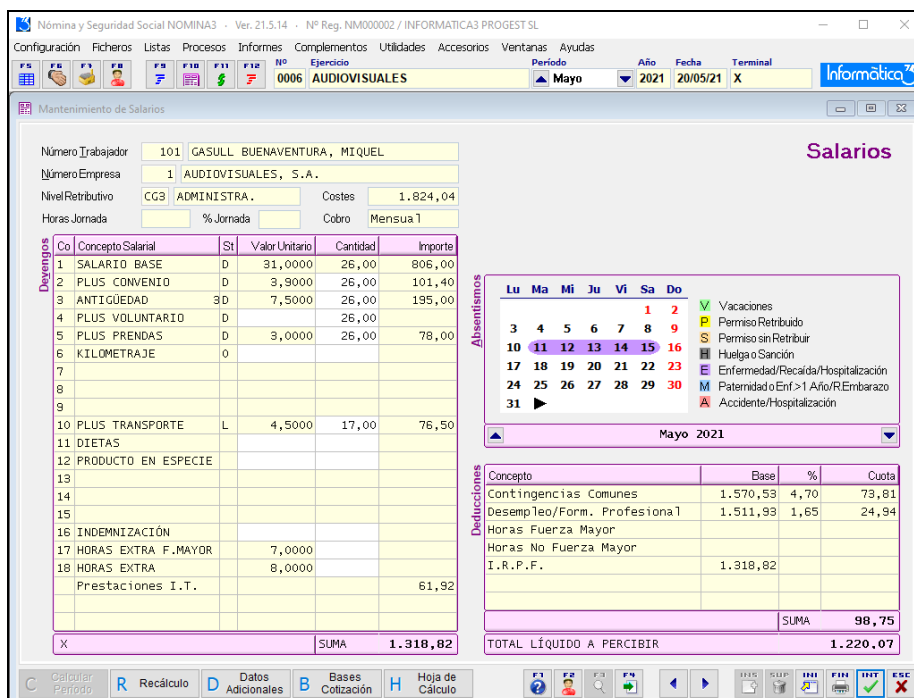 Nómina y Seguridad Social NOMINA3 - Ver. 21.5.14 - Nº Reg. NM000002 / INFORMATICA3 PROGEST SL
Configuración Ficheros Listas Procesos Informes Complementos Utilidades Accesorios Ventanas Ayudas
F5 F6 F7 F8 F9 F10 F11 F12 Nº Ejercicio Período Año Fecha Terminal
0006 AUDIOVISUALES Mayo 2021 20/05/21 X Informàtica3
Mantenimiento de Salarios
Salarios
Número Trabajador 101 GASULL BUENAVENTURA, MIQUEL
Número Empresa 1 AUDIOVISUALES, S.A.
Nivel Retributivo CG3 ADMINISTRA. Costes 1.824,04
Horas Jornada % Jornada Cobro Mensual
Devengos
Co Concepto Salarial St Valor Unitario Cantidad Importe
1 SALARIO BASE D 31,0000 26,00 806,00
2 PLUS CONVENIO D 3,9000 26,00 101,40
3 ANTIGÜEDAD 3 D 7,5000 26,00 195,00
4 PLUS VOLUNTARIO D 26,00
5 PLUS PRENDAS D 3,0000 26,00 78,00
6 KILOMETRAJE O
7
8
9
10 PLUS TRANSPORTE L 4,5000 17,00 76,50
11 DIETAS
12 PRODUCTO EN ESPECIE
13
14
15
16 INDEMNIZACIÓN
17 HORAS EXTRA F.MAYOR 7,0000
18 HORAS EXTRA 8,0000
Prestaciones I.T. 61,92
X SUMA 1.318,82
Absentismos
Lu Ma Mi Ju Vi Sa Do
1 2
3 4 5 6 7 8 9
10 11 12 13 14 15 16
17 18 19 20 21 22 23
24 25 26 27 28 29 30
31
V Vacaciones
P Permiso Retribuido
S Permiso sin Retribuir
H Huelga o Sanción
E Enfermedad/Recaída/Hospitalización
M Paternidad o Enf.>1 Año/R.Embarazo
A Accidente/Hospitalización
Mayo 2021
Deducciones
Concepto Base % Cuota
Contingencias Comunes 1.570,53 4,70 73,81
Desempleo/Form. Profesional 1.511,93 1,65 24,94
Horas Fuerza Mayor
Horas No Fuerza Mayor
I.R.P.F. 1.318,82
SUMA 98,75
TOTAL LÍQUIDO A PERCIBIR 1.220,07
C Calcular Período R Recálculo D Datos Adicionales B Bases Cotización H Hoja de Cálculo F1 F2 F3 F4 INS SUP INI FIN INT ESC